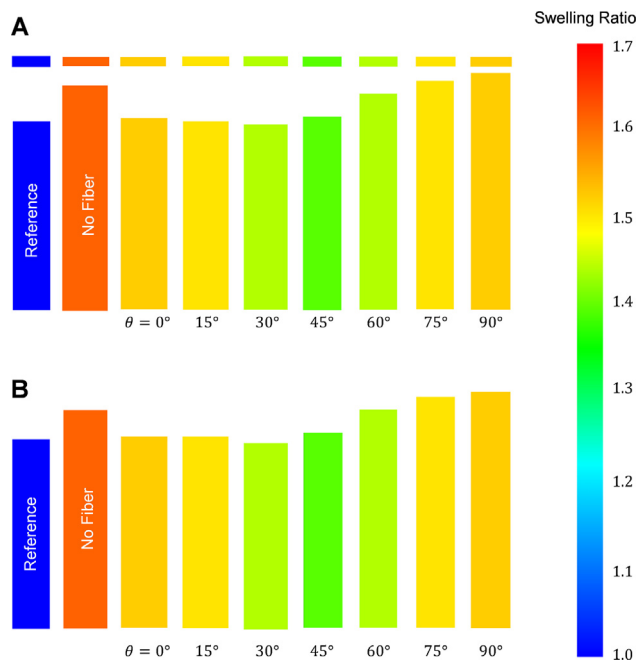 A
Swelling Ratio
1.7
1.6
1.5
1.4
1.3
1.2
1.1
1.0
Reference
No Fiber
θ = 0° 15° 30° 45° 60° 75° 90°
B
Reference
No Fiber
θ = 0° 15° 30° 45° 60° 75° 90°